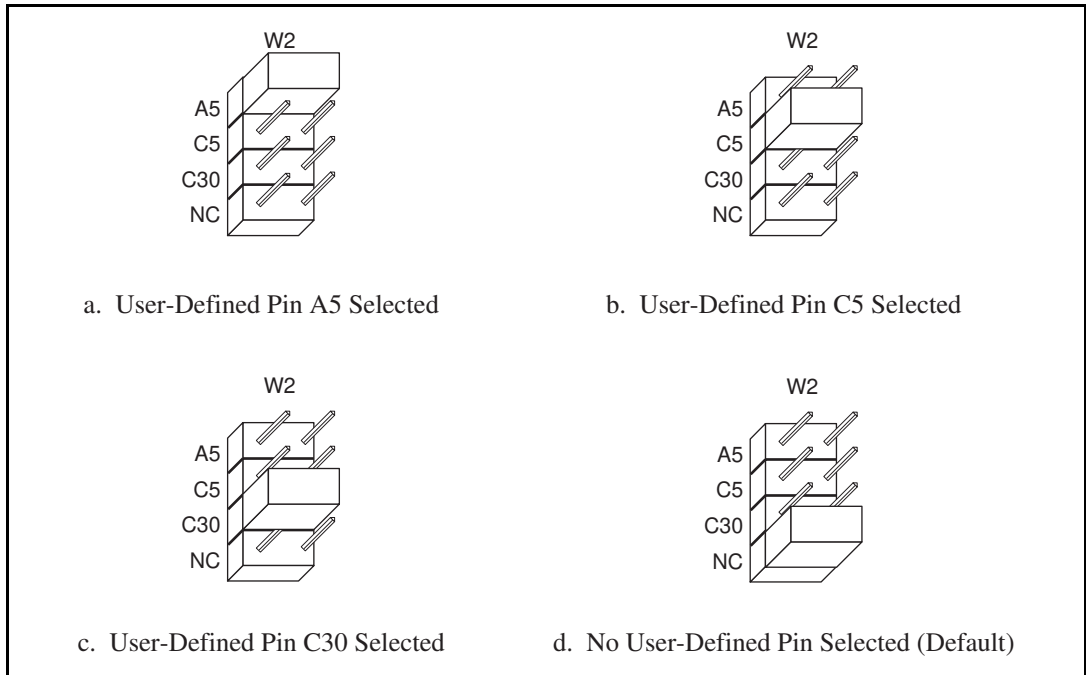 W2
A5
C5
C30
NC
a. User-Defined Pin A5 Selected
W2
A5
C5
C30
NC
b. User-Defined Pin C5 Selected
W2
A5
C5
C30
NC
c. User-Defined Pin C30 Selected
W2
A5
C5
C30
NC
d. No User-Defined Pin Selected (Default)